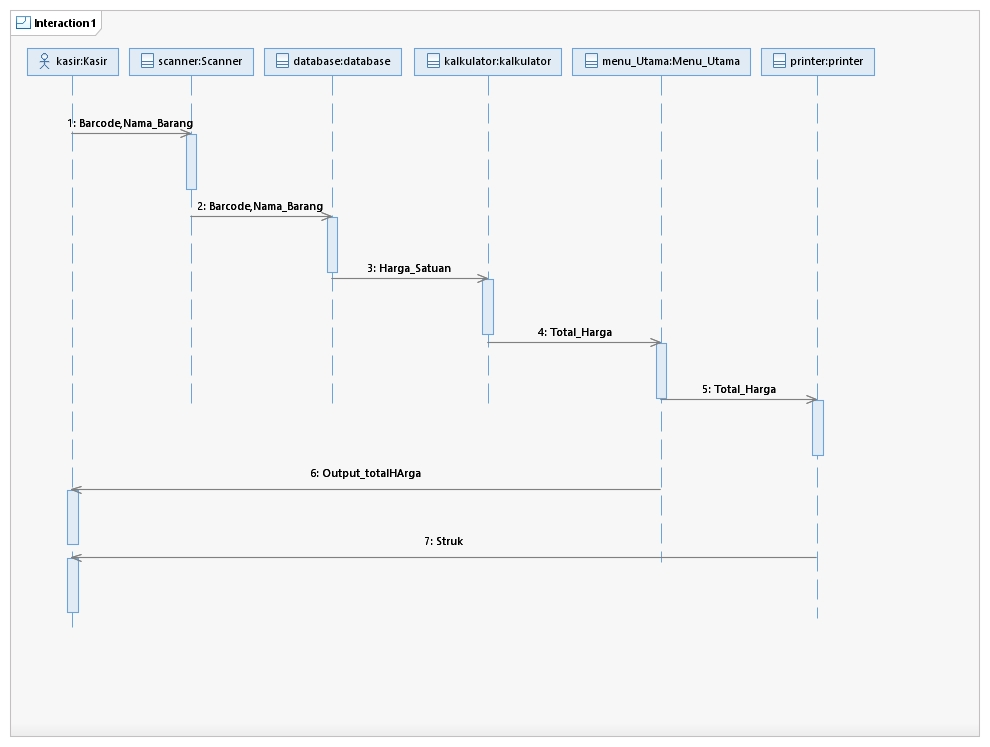 Interaction1
kasir:Kasir
scanner:Scanner
database:database
kalkulator:kalkulator
menu_Utama:Menu_Utama
printer:printer
1: Barcode,Nama_Barang
2: Barcode,Nama_Barang
3: Harga_Satuan
4: Total_Harga
5: Total_Harga
6: Output_totalHArga
7: Struk